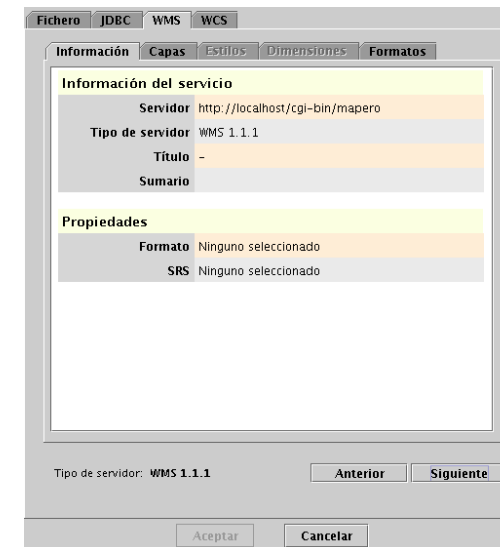 Fichero JDBC WMS WCS
Información Capas Estilos Dimensiones Formatos
Información del servicio
Servidor http://localhost/cgi-bin/mapero
Tipo de servidor WMS 1.1.1
Título -
Sumario
Propiedades
Formato Ninguno seleccionado
SRS Ninguno seleccionado
Tipo de servidor: WMS 1.1.1
Anterior Siguiente
Aceptar Cancelar